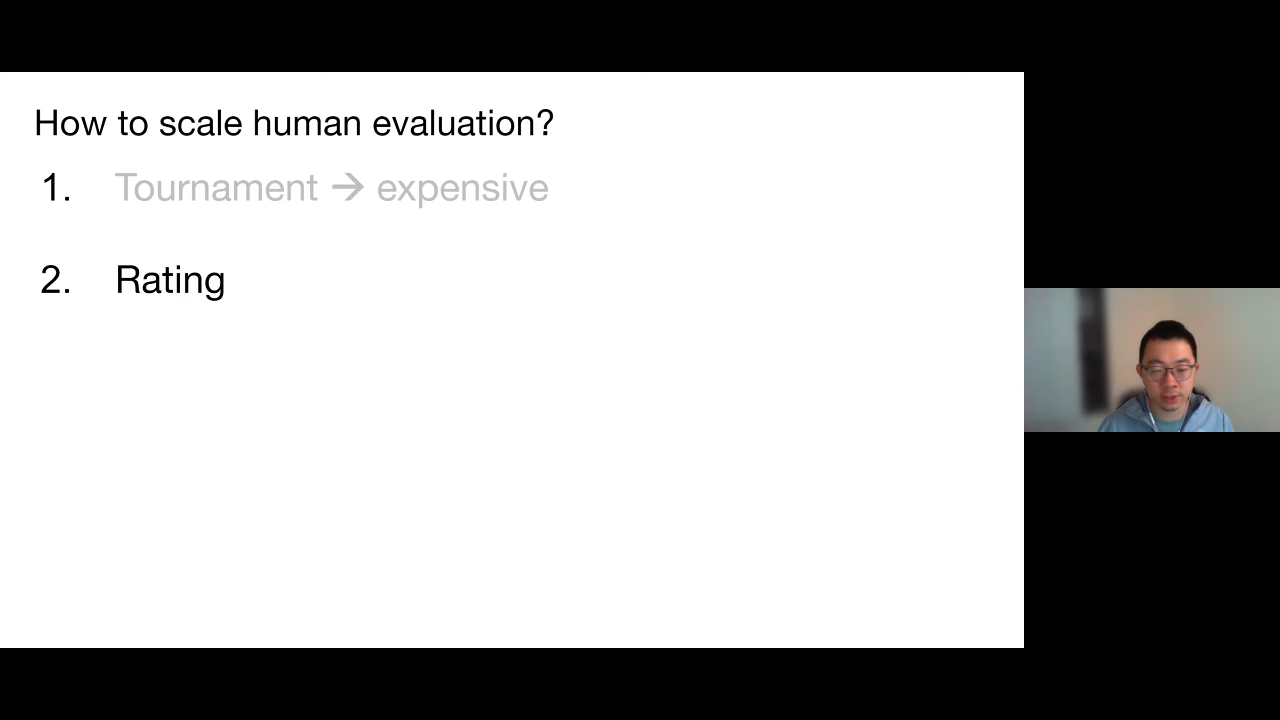 How to scale human evaluation?
1. Tournament → expensive
2. Rating